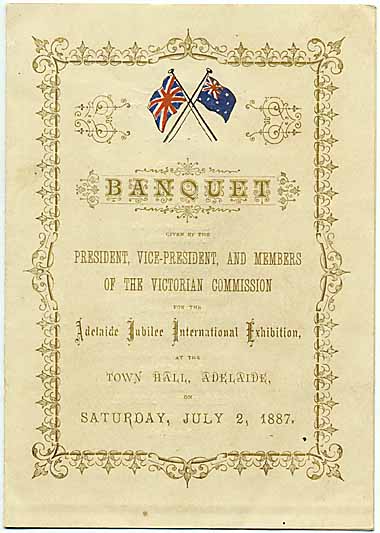 BANQUET
GIVEN BY THE
PRESIDENT, VICE-PRESIDENT, AND MEMBERS
OF THE VICTORIAN COMMISSION
FOR THE
Adelaide Jubilee International Exhibition,
AT THE
TOWN HALL, ADELAIDE,
ON
SATURDAY, JULY 2, 1887.